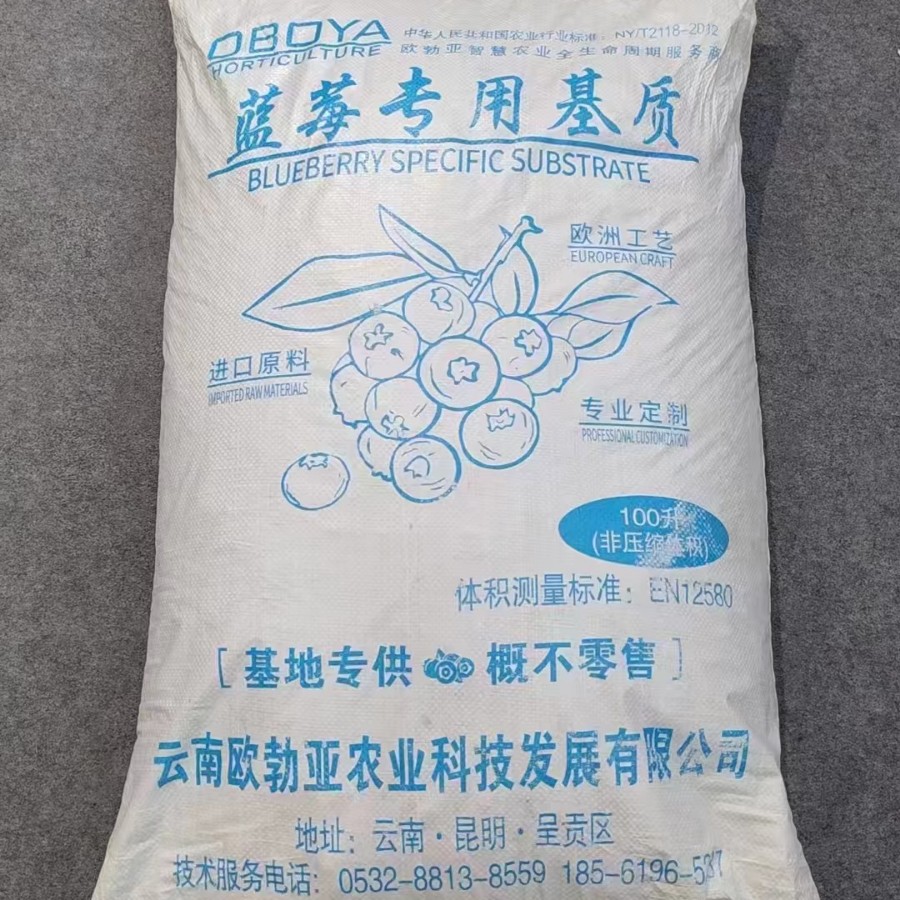 OBOYA
HORTICULTURE
中华人民共和国农业行业标准：NY/T2118-2012
欧勃亚智慧农业全生命周期服务商
蓝莓专用基质
BLUEBERRY SPECIFIC SUBSTRATE
欧洲工艺
EUROPEAN CRAFT
进口原料
IMPORTED RAW MATERIALS
专业定制
PROFESSIONAL CUSTOMIZATION
100升
(非压缩体积)
体积测量标准：EN12580
[ 基地专供 概不零售 ]
云南欧勃亚农业科技发展有限公司
地址：云南·昆明·呈贡区
技术服务电话：0532-8813-8559 185-6196-